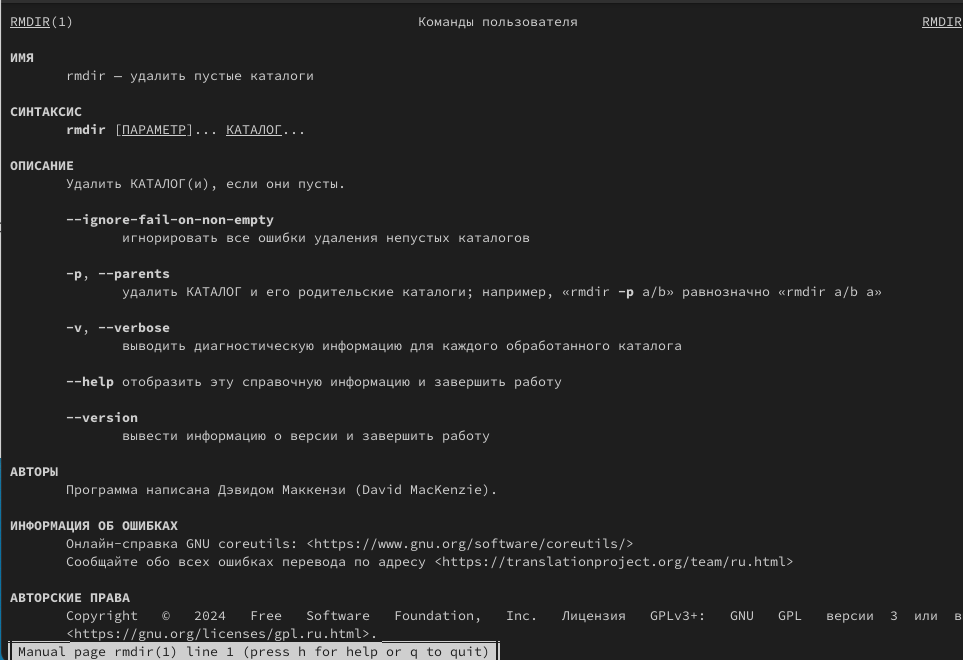 RMDIR(1) Команды пользователя RMDIR
ИМЯ
rmdir — удалить пустые каталоги
СИНТАКСИС
rmdir [ПАРАМЕТР]... КАТАЛОГ...
ОПИСАНИЕ
Удалить КАТАЛОГ(и), если они пусты.
--ignore-fail-on-non-empty
игнорировать все ошибки удаления непустых каталогов
-p, --parents
удалить КАТАЛОГ и его родительские каталоги; например, «rmdir -p a/b» равнозначно «rmdir a/b a»
-v, --verbose
выводить диагностическую информацию для каждого обработанного каталога
--help отобразить эту справочную информацию и завершить работу
--version
вывести информацию о версии и завершить работу
АВТОРЫ
Программа написана Дэвидом Маккензи (David MacKenzie).
ИНФОРМАЦИЯ ОБ ОШИБКАХ
Онлайн-справка GNU coreutils: <https://www.gnu.org/software/coreutils/>
Сообщайте обо всех ошибках перевода по адресу <https://translationproject.org/team/ru.html>
АВТОРСКИЕ ПРАВА
Copyright © 2024 Free Software Foundation, Inc. Лицензия GPLv3+: GNU GPL версии 3 или в
<https://gnu.org/licenses/gpl.ru.html>.
Manual page rmdir(1) line 1 (press h for help or q to quit)